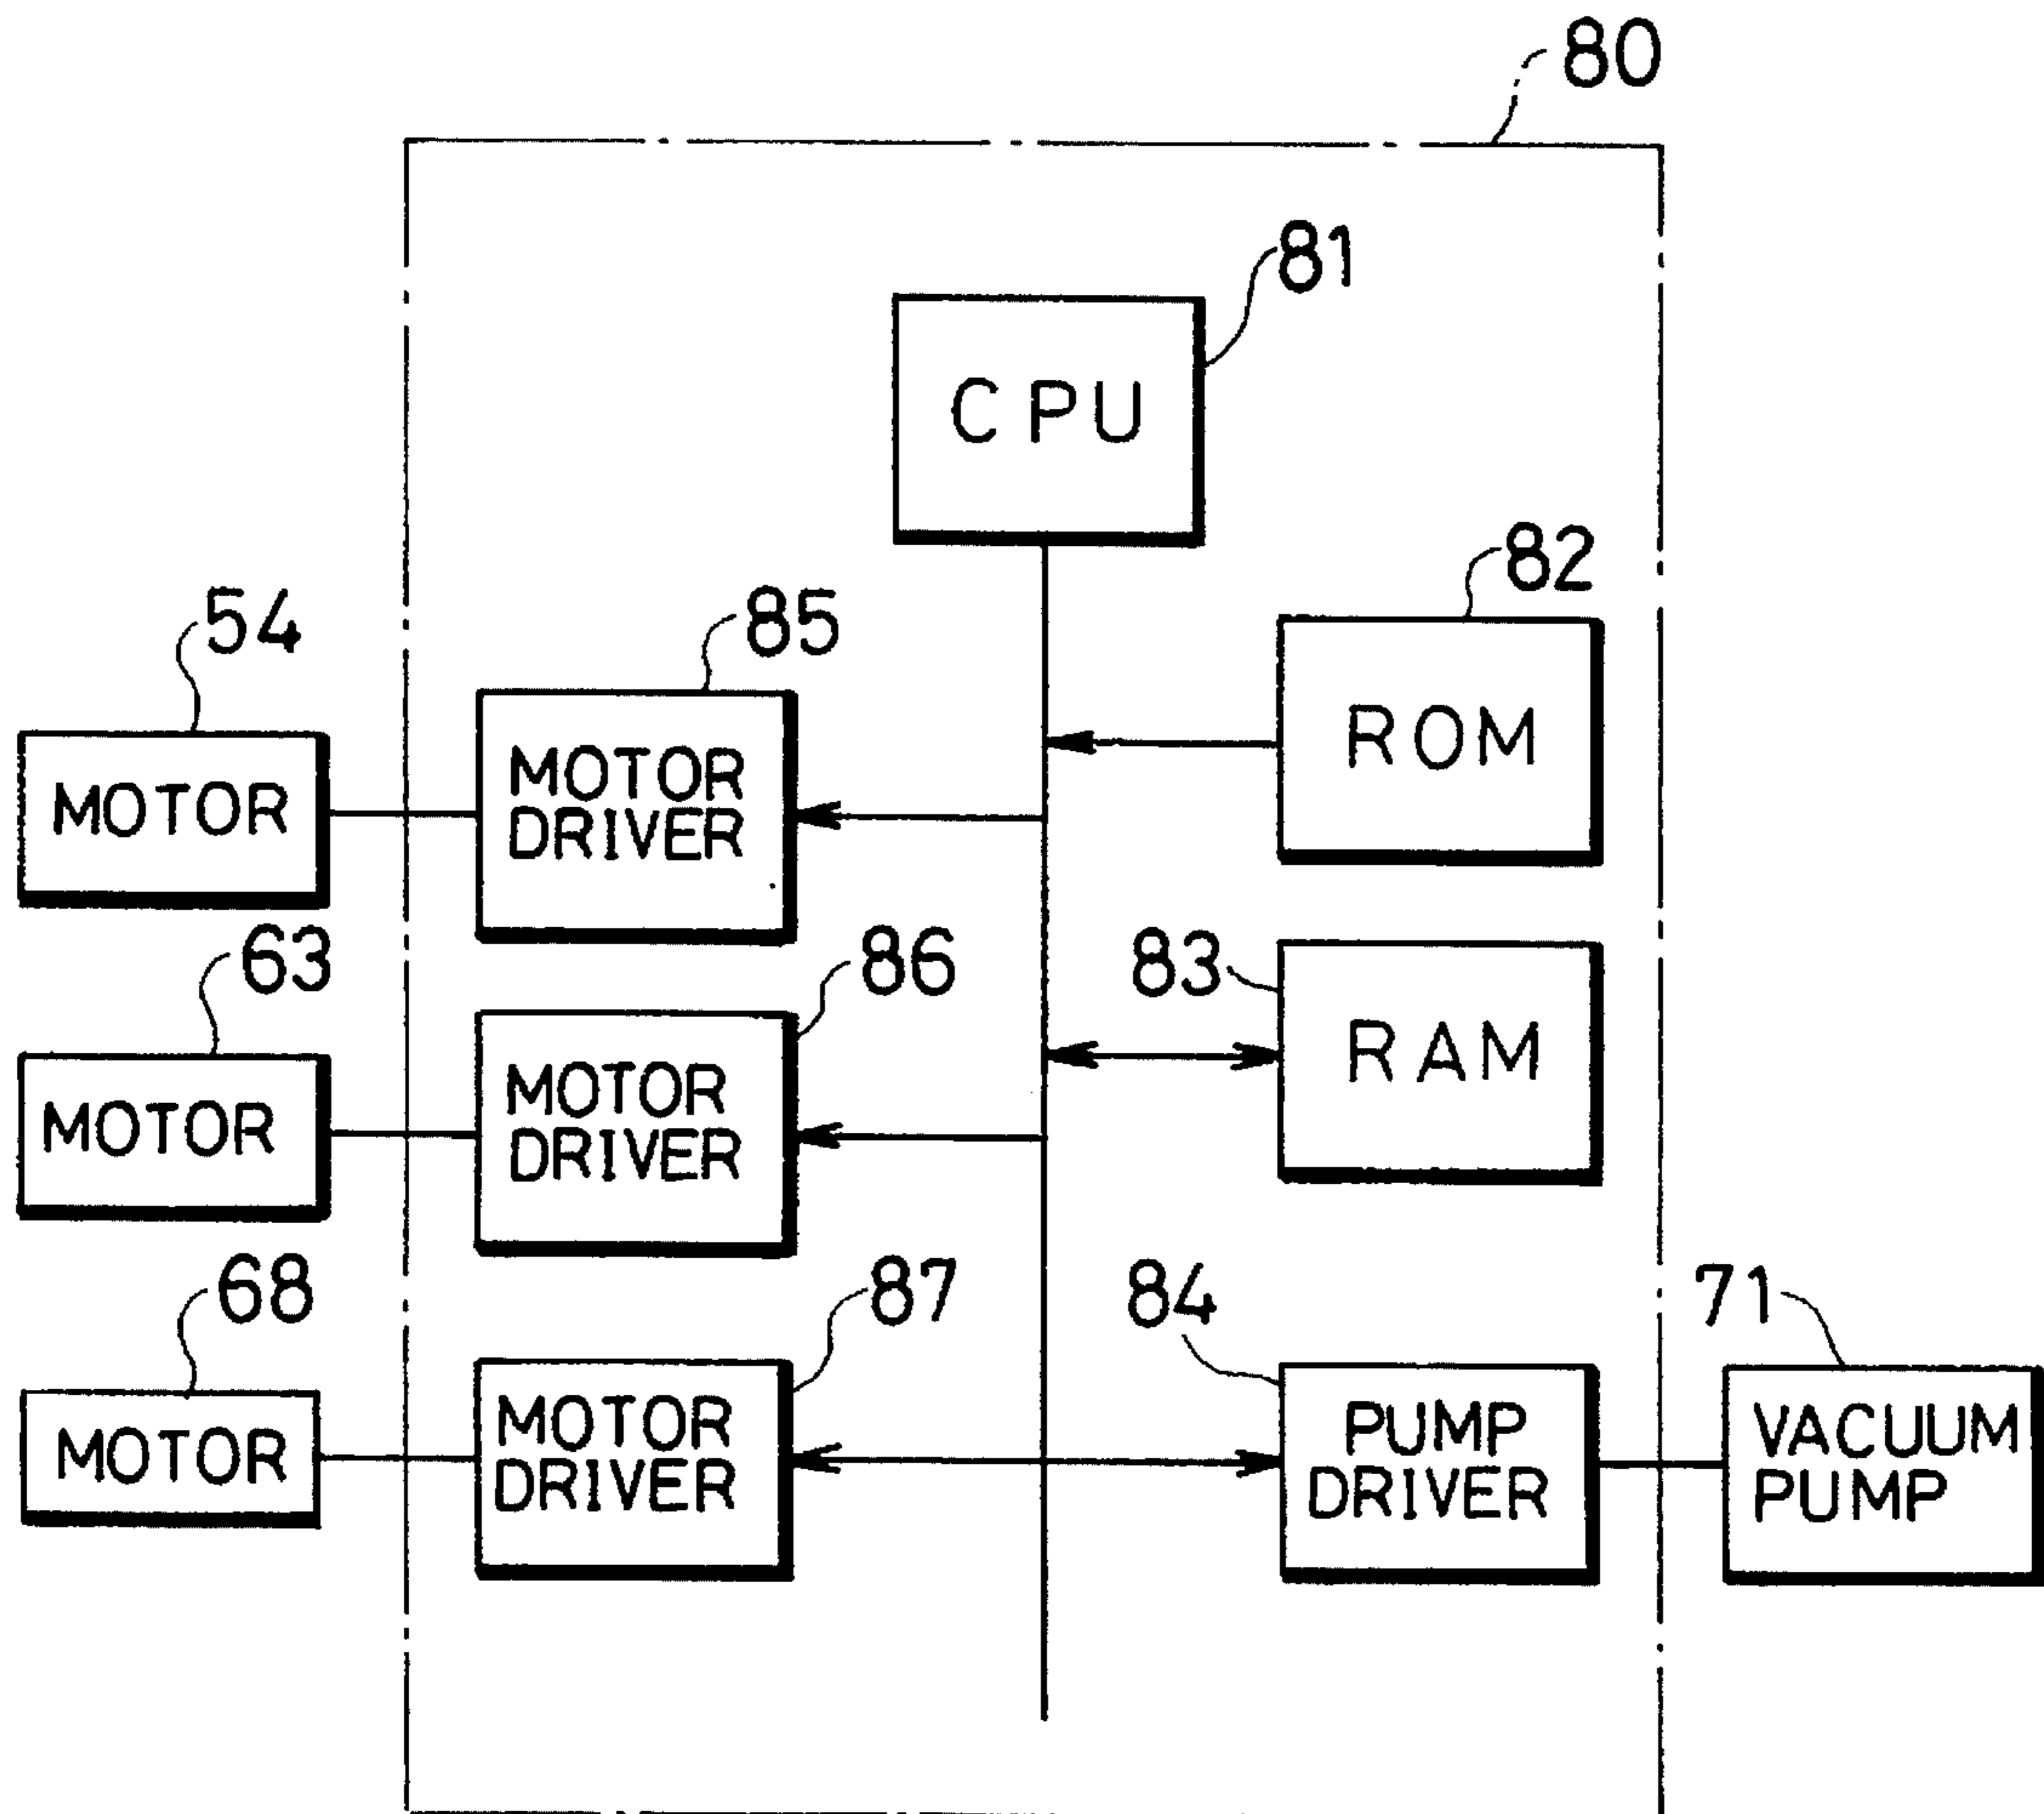 80
81
CPU
82
54
85
ROM
MOTOR
DRIVER
MOTOR
63
86
83
RAM
MOTOR
DRIVER
MOTOR
68
87
84
71
MOTOR
DRIVER
PUMP
DRIVER
VACUUM
PUMP
MOTOR